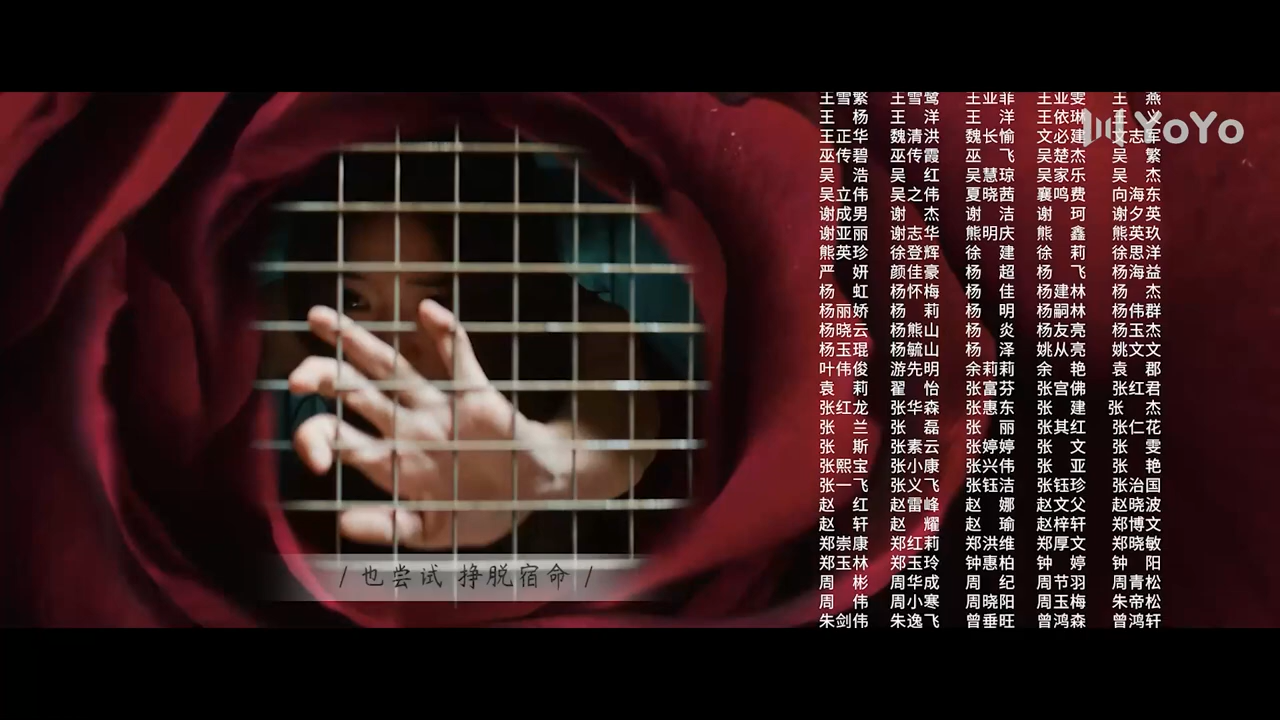 王雪繁 王雪莺 王亚菲 王亚雯 王 燕
王 杨 王 洋 王 洋 王依琳
YoYo
王正华 魏清洪 魏长愉 文必建 文志军
巫传碧 巫传霞 巫 飞 吴楚杰 吴 繁
吴 浩 吴 红 吴慧琼 吴家乐 吴 杰
吴立伟 吴之伟 夏晓茜 襄鸣费 向海东
谢成男 谢 杰 谢 洁 谢 珂 谢夕英
谢亚丽 谢志华 熊明庆 熊 鑫 熊英玖
熊英珍 徐登辉 徐 建 徐 莉 徐思洋
严 妍 颜佳豪 杨 超 杨 飞 杨海益
杨 虹 杨怀梅 杨 佳 杨建林 杨 杰
杨丽娇 杨 莉 杨 明 杨嗣林 杨伟群
杨晓云 杨熊山 杨 炎 杨友亮 杨玉杰
杨玉琨 杨毓山 杨 泽 姚从亮 姚文文
叶伟俊 游先明 余莉莉 余 艳 袁 郡
袁 莉 翟 怡 张富芬 张宫佛 张红君
张红龙 张华森 张惠东 张 建 张 杰
张 兰 张 磊 张 丽 张其红 张仁花
张 斯 张素云 张婷婷 张 文 张 雯
张熙宝 张小康 张兴伟 张 亚 张 艳
张一飞 张义飞 张钰洁 张钰珍 张治国
赵 红 赵雷峰 赵 娜 赵文父 赵晓波
赵 轩 赵 耀 赵 瑜 赵梓轩 郑博文
郑崇康 郑红莉 郑洪维 郑厚文 郑晓敏
郑玉林 郑玉玲 钟惠柏 钟 婷 钟 阳
周 彬 周华成 周 纪 周节羽 周青松
周 伟 周小寒 周晓阳 周玉梅 朱帝松
朱剑伟 朱逸飞 曾垂旺 曾鸿森 曾鸿轩
/ 也尝试 挣脱宿命 /